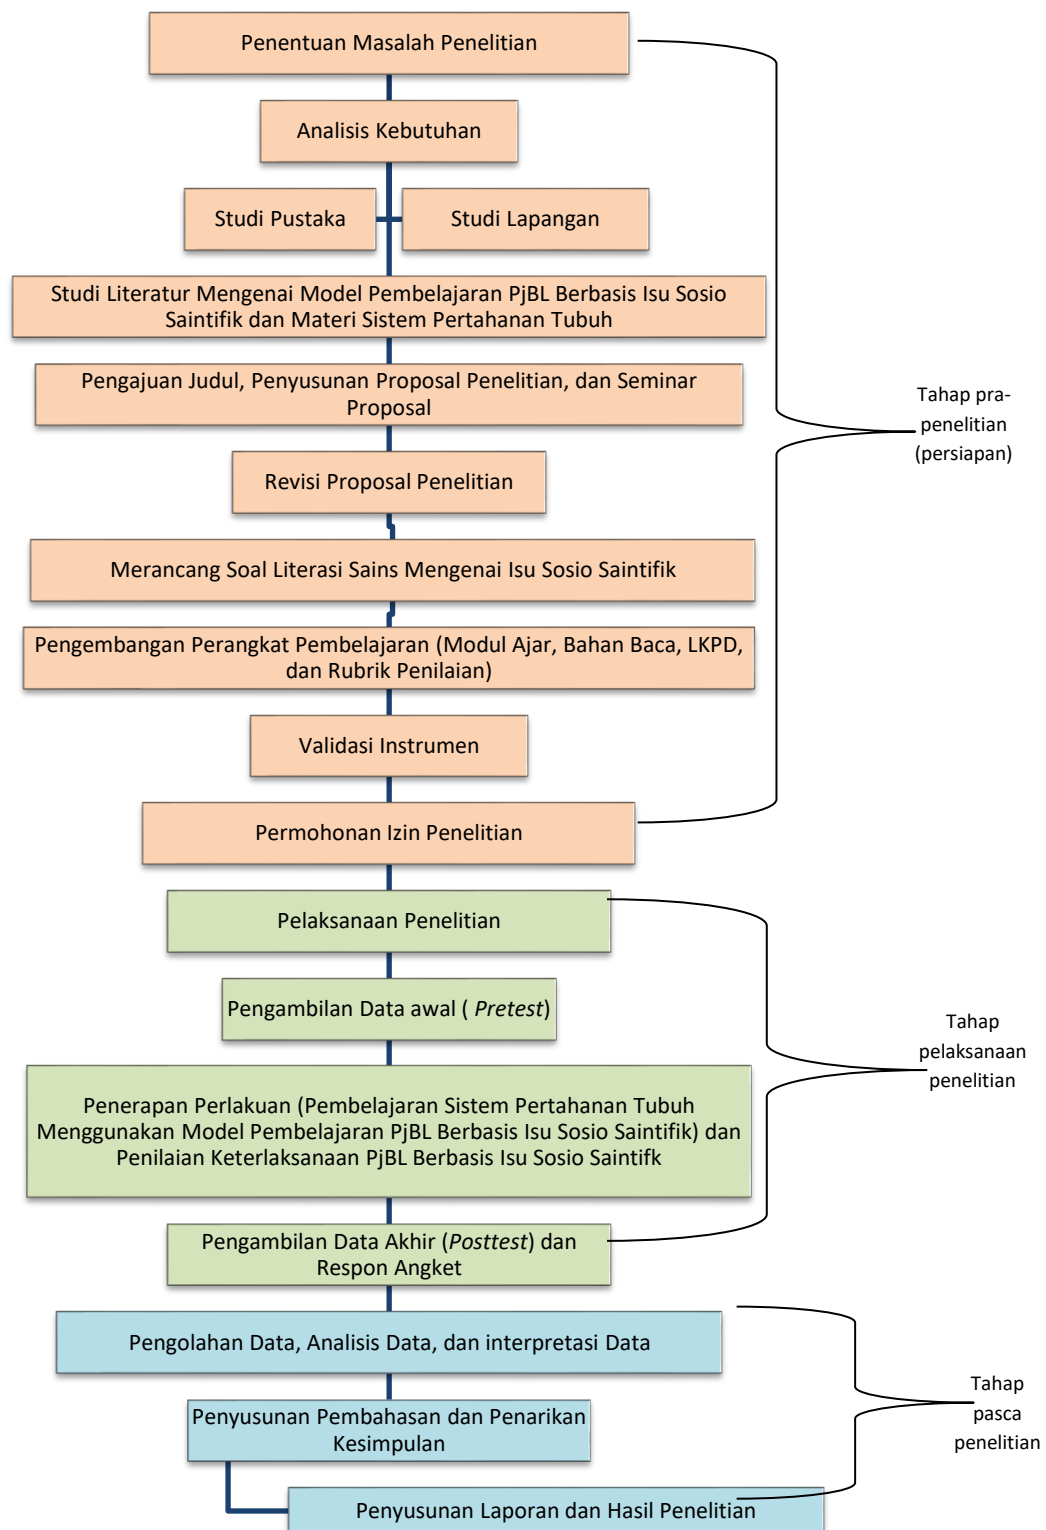 Penentuan Masalah Penelitian
Analisis Kebutuhan
Studi Pustaka
Studi Lapangan
Studi Literatur Mengenai Model Pembelajaran PjBL Berbasis Isu Sosio
Saintifik dan Materi Sistem Pertahanan Tubuh
Pengajuan Judul, Penyusunan Proposal Penelitian, dan Seminar
Proposal
Revisi Proposal Penelitian
Merancang Soal Literasi Sains Mengenai Isu Sosio Saintifik
Pengembangan Perangkat Pembelajaran (Modul Ajar, Bahan Baca, LKPD,
dan Rubrik Penilaian)
Validasi Instrumen
Permohonan Izin Penelitian
Tahap pra-
penelitian
(persiapan)
Pelaksanaan Penelitian
Pengambilan Data awal ( Pretest)
Penerapan Perlakuan (Pembelajaran Sistem Pertahanan Tubuh
Menggunakan Model Pembelajaran PjBL Berbasis Isu Sosio Saintifik) dan
Penilaian Keterlaksanaan PjBL Berbasis Isu Sosio Saintifk
Pengambilan Data Akhir (Posttest) dan
Respon Angket
Tahap
pelaksanaan
penelitian
Pengolahan Data, Analisis Data, dan interpretasi Data
Penyusunan Pembahasan dan Penarikan
Kesimpulan
Penyusunan Laporan dan Hasil Penelitian
Tahap
pasca
penelitian